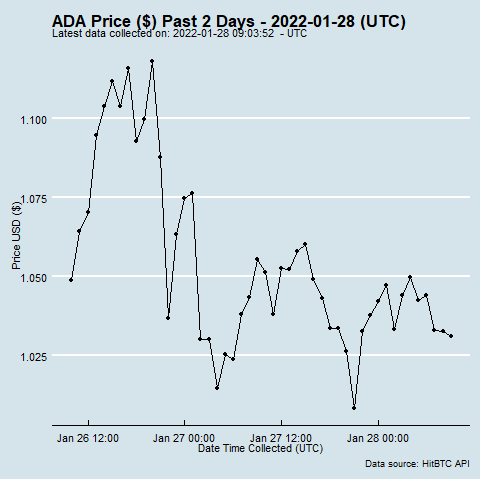 ADA Price ($) Past 2 Days - 2022-01-28 (UTC)
Latest data collected on: 2022-01-28 09:03:52 - UTC
1.100
1.075
1.050
1.025
Price USD ($)
Jan 26 12:00 Jan 27 00:00 Jan 27 12:00 Jan 28 00:00
Date Time Collected (UTC)
Data source: HitBTC API